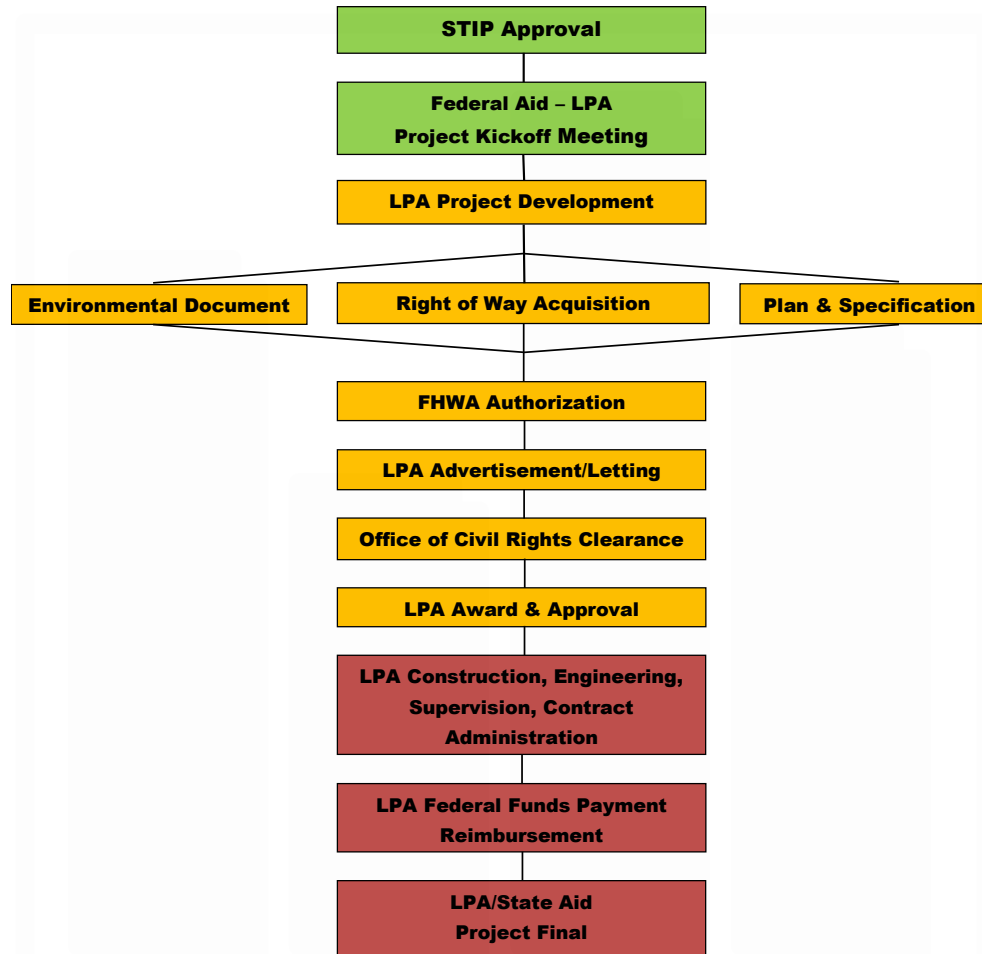 STIP Approval
Federal Aid – LPA
Project Kickoff Meeting
LPA Project Development
Environmental Document
Right of Way Acquisition
Plan & Specification
FHWA Authorization
LPA Advertisement/Letting
Office of Civil Rights Clearance
LPA Award & Approval
LPA Construction, Engineering,
Supervision, Contract
Administration
LPA Federal Funds Payment
Reimbursement
LPA/State Aid
Project Final